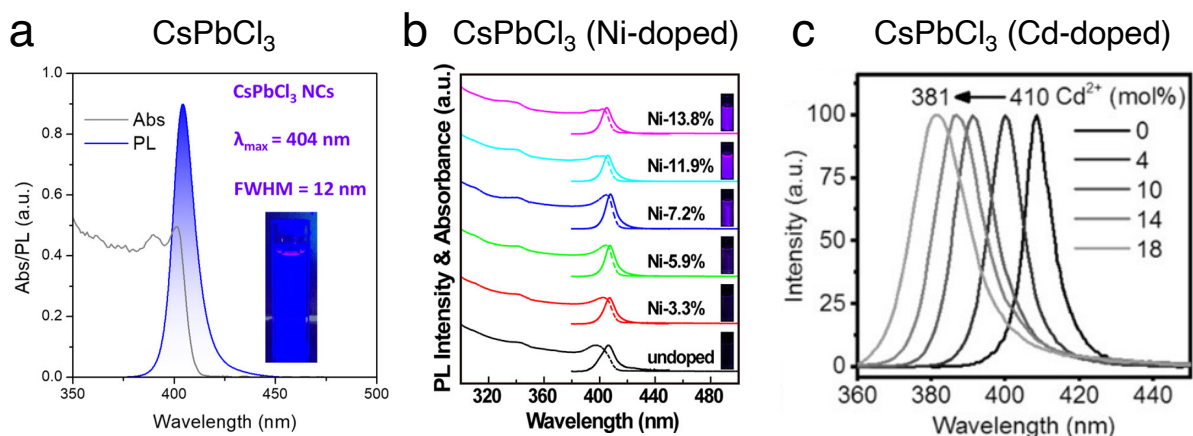 a
CsPbCl₃
1.0
0.8
0.6
0.4
0.2
0.0
Abs/PL (a.u.)
Abs
PL
CsPbCl₃ NCs
λmax = 404 nm
FWHM = 12 nm
350
400
450
500
Wavelength (nm)
b
CsPbCl₃ (Ni-doped)
PL Intensity & Absorbance (a.u.)
Ni-13.8%
Ni-11.9%
Ni-7.2%
Ni-5.9%
Ni-3.3%
undoped
320
360
400
440
480
Wavelength (nm)
c
CsPbCl₃ (Cd-doped)
100
75
50
25
0
Intensity (a.u.)
381 ← 410 Cd²⁺ (mol%)
0
4
10
14
18
360
380
400
420
440
Wavelength (nm)